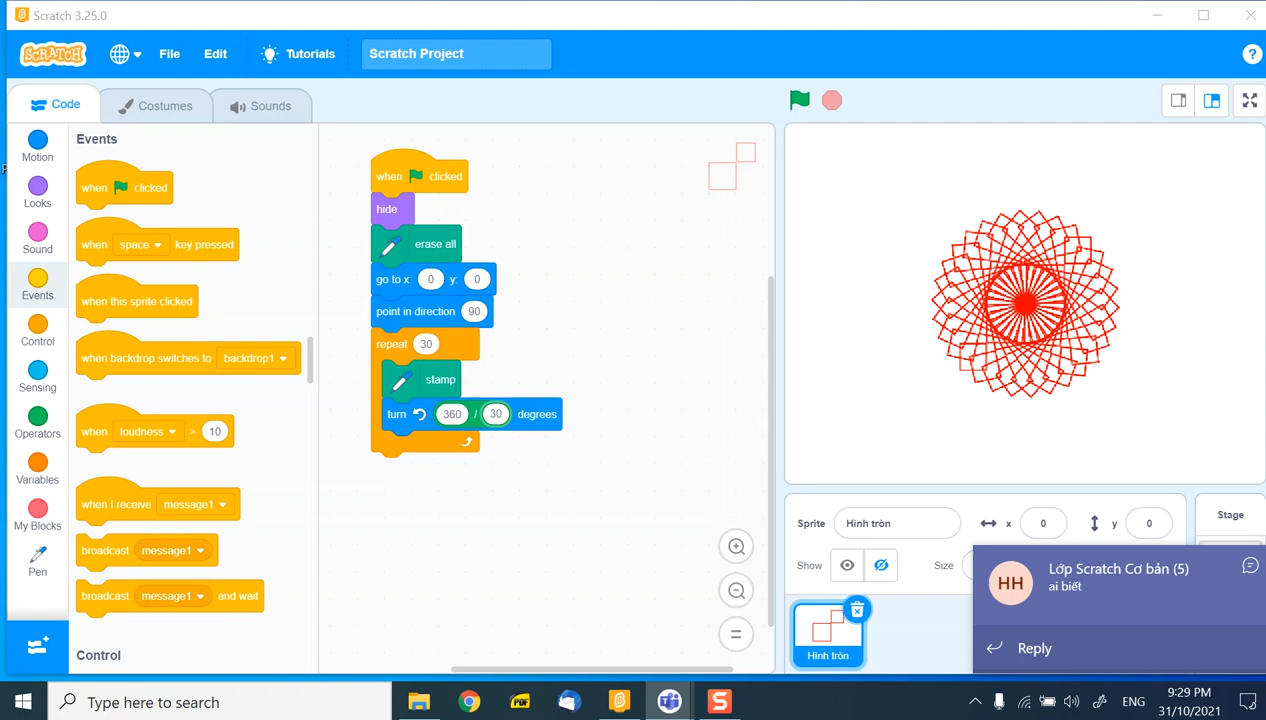 Scratch 3.25.0
SCRATCH File Edit Tutorials Scratch Project ?
Code Costumes Sounds
Motion
Looks
Sound
Events
Control
Sensing
Operators
Variables
My Blocks
Pen
Events
when clicked
when space key pressed
when this sprite clicked
when backdrop switches to backdrop1
when loudness > 10
when I receive message1
broadcast message1
broadcast message1 and wait
Control
when clicked
hide
erase all
go to x: 0 y: 0
point in direction 90
repeat 30
stamp
turn 360 / 30 degrees
Sprite Hình tròn x 0 y 0
Show Size
Hình tròn
Stage
HH
Lớp Scratch Cơ bản (5)
ai biết
Reply
Type here to search
PDF
S
ENG
9:29 PM
31/10/2021